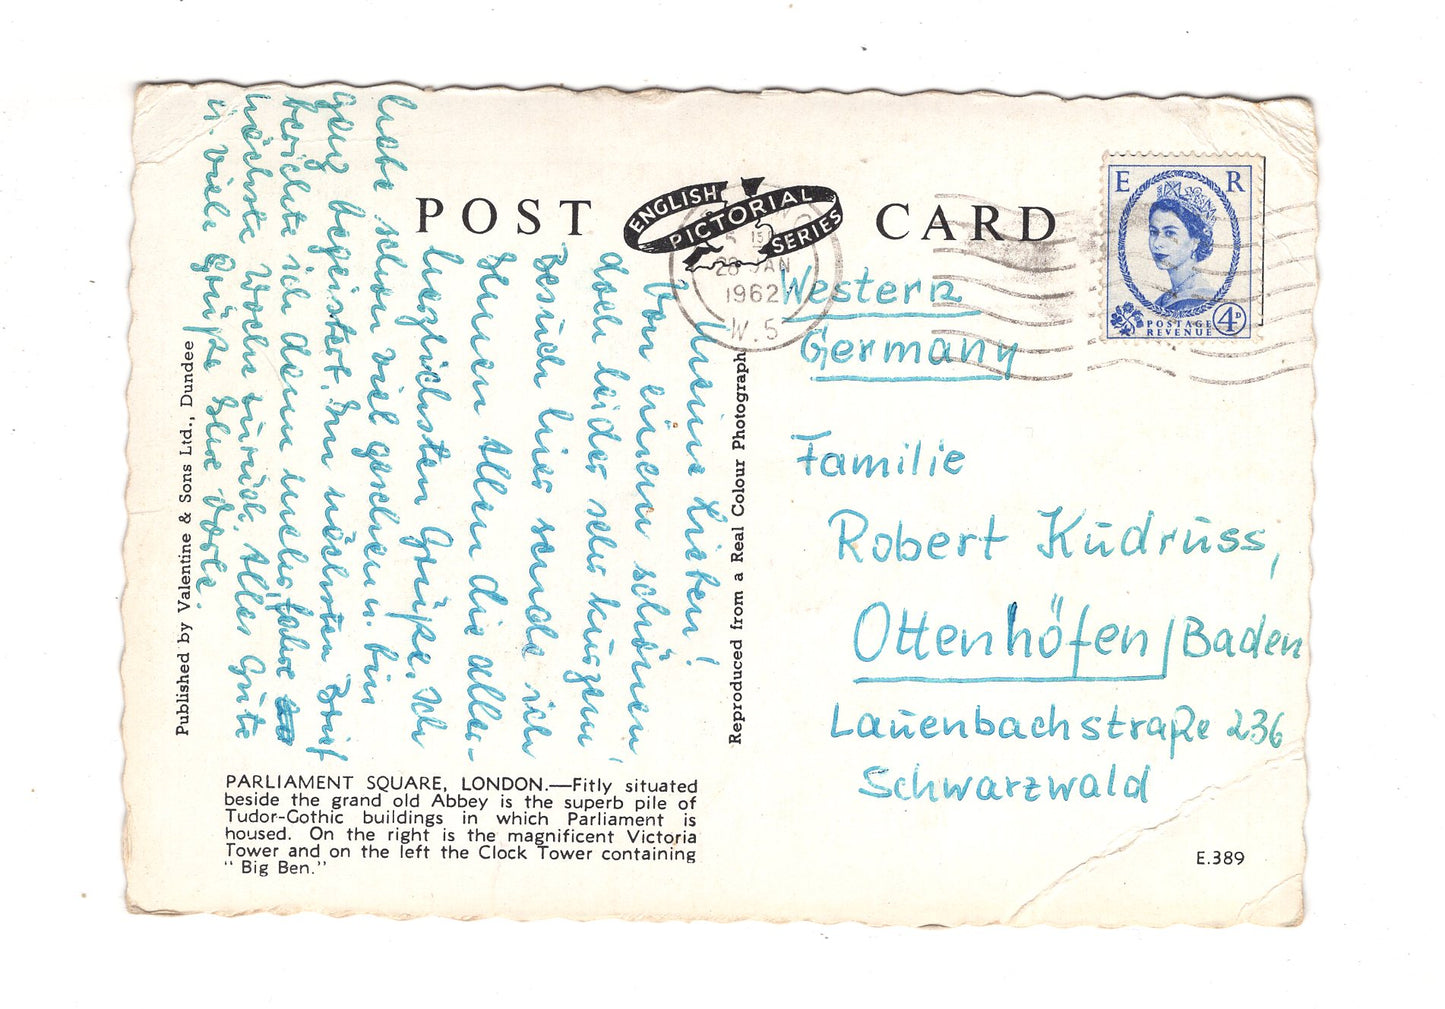 POST CARD
ENGLISH
PICTORIAL
SERIES
E R
POSTAGE
REVENUE
4D
28 JAN
1962
W.5
Western
Germany
Familie
Robert Kudruss,
Ottenhöfen/Baden
Lauenbachstraße 236
Schwarzwald
Meine Lieben!
Von einem schönen,
doch leider sehr kurzen
Besuch hier sende ich
Ihnen Allen die aller-
herzlichsten Grüße. Ich
habe schon viel gesehen u. bin
ganz begeistert. Im nächsten Brief
berichte ich dann mehr, fahre
nächste Woche zurück. Alles Gute
u. viele Grüße Ihre
Published by Valentine & Sons Ltd., Dundee
Reproduced from a Real Colour Photograph
PARLIAMENT SQUARE, LONDON.—Fitly situated
beside the grand old Abbey is the superb pile of
Tudor-Gothic buildings in which Parliament is
housed. On the right is the magnificent Victoria
Tower and on the left the Clock Tower containing
“ Big Ben.”
E.389